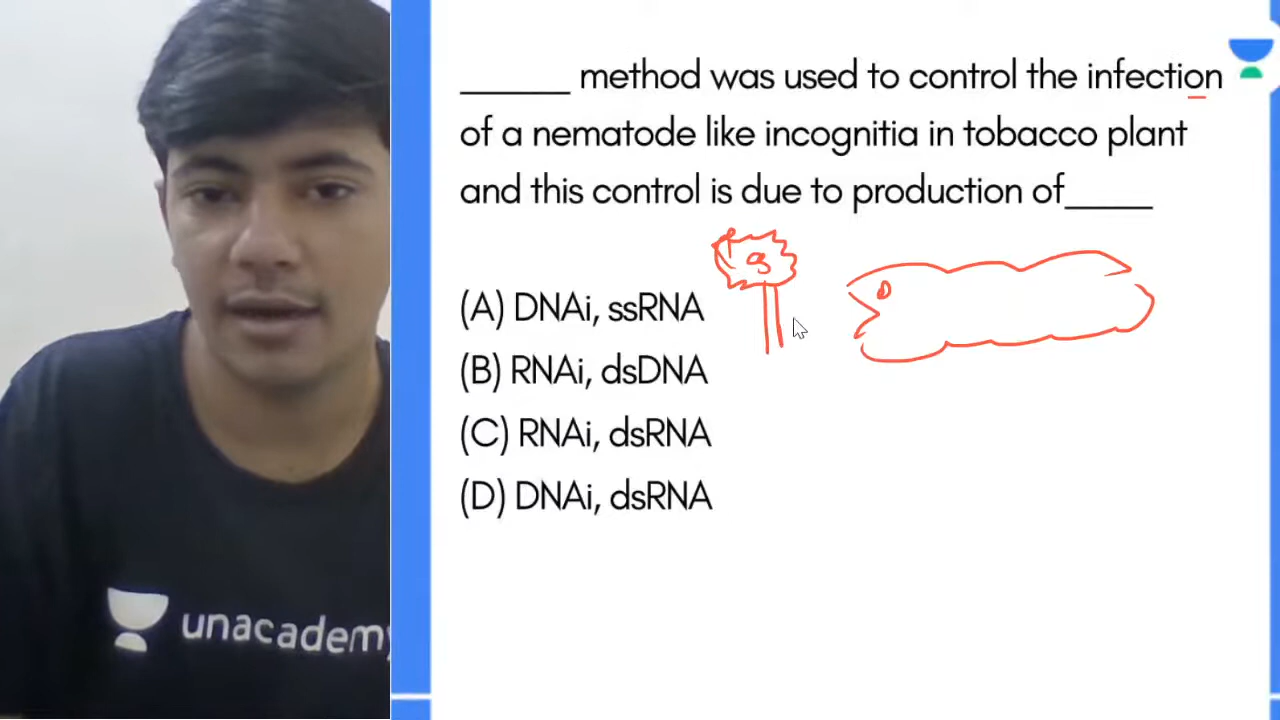 ______ method was used to control the infection
of a nematode like incognitia in tobacco plant
and this control is due to production of_____
(A) DNAi, ssRNA
(B) RNAi, dsDNA
(C) RNAi, dsRNA
(D) DNAi, dsRNA
unacademy